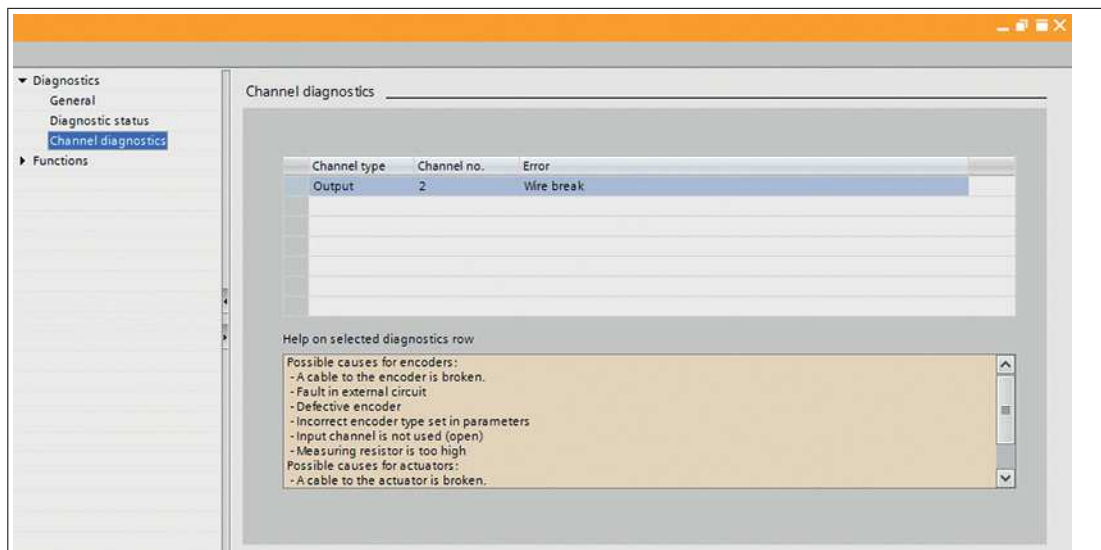 Diagnostics
General
Diagnostic status
Channel diagnostics
Functions
Channel diagnostics
Channel type Channel no. Error
Output 2 Wire break
Help on selected diagnostics row
Possible causes for encoders:
- A cable to the encoder is broken.
- Fault in external circuit
- Defective encoder
- Incorrect encoder type set in parameters
- Input channel is not used (open)
- Measuring resistor is too high
Possible causes for actuators:
- A cable to the actuator is broken.